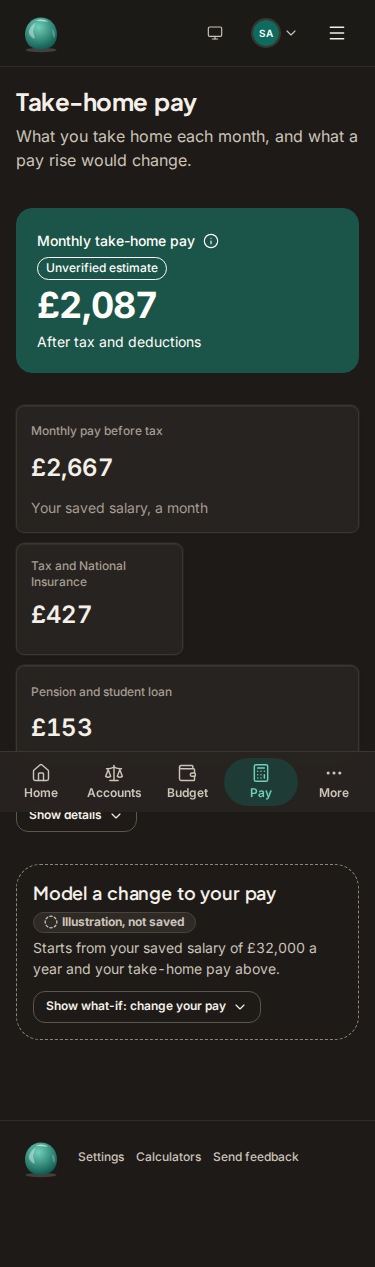 SA
Take-home pay
What you take home each month, and what a
pay rise would change.
Monthly take-home pay
Unverified estimate
£2,087
After tax and deductions
Monthly pay before tax
£2,667
Your saved salary, a month
Tax and National
Insurance
£427
Pension and student loan
£153
Home Accounts Budget Pay More
Show details
Model a change to your pay
Illustration, not saved
Starts from your saved salary of £32,000 a
year and your take-home pay above.
Show what-if: change your pay
Settings Calculators Send feedback